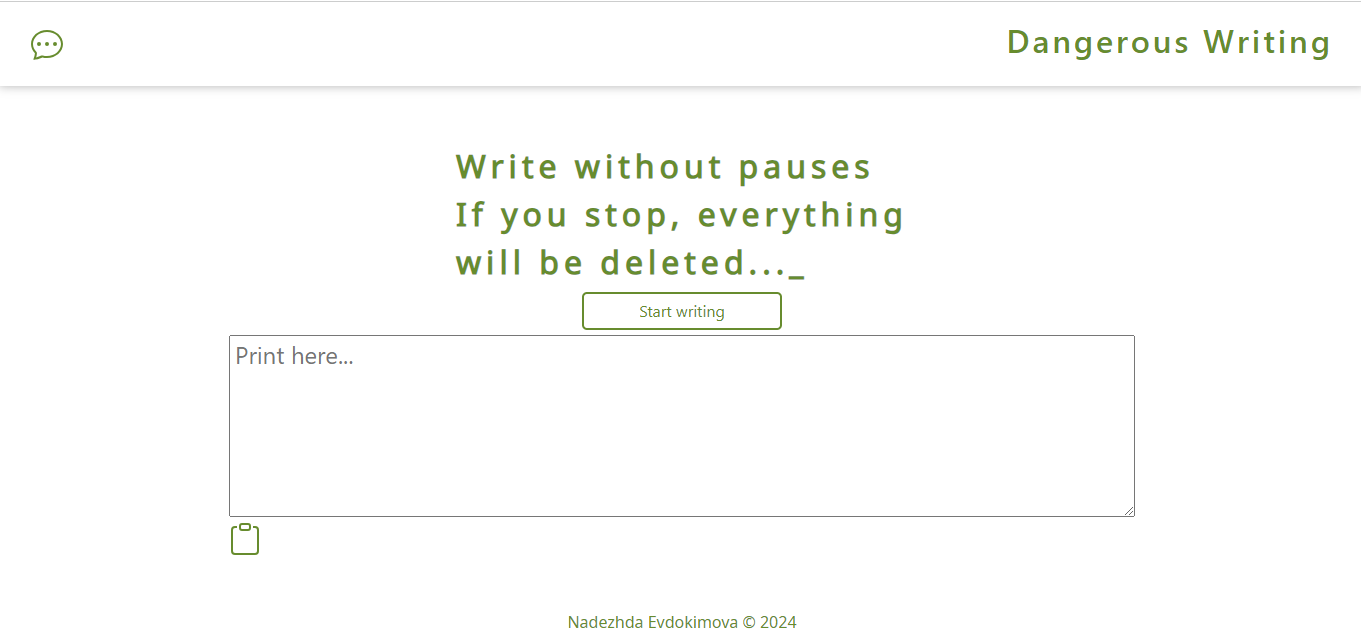 Dangerous Writing
Write without pauses
If you stop, everything
will be deleted..._
Start writing
Print here...
Nadezhda Evdokimova © 2024